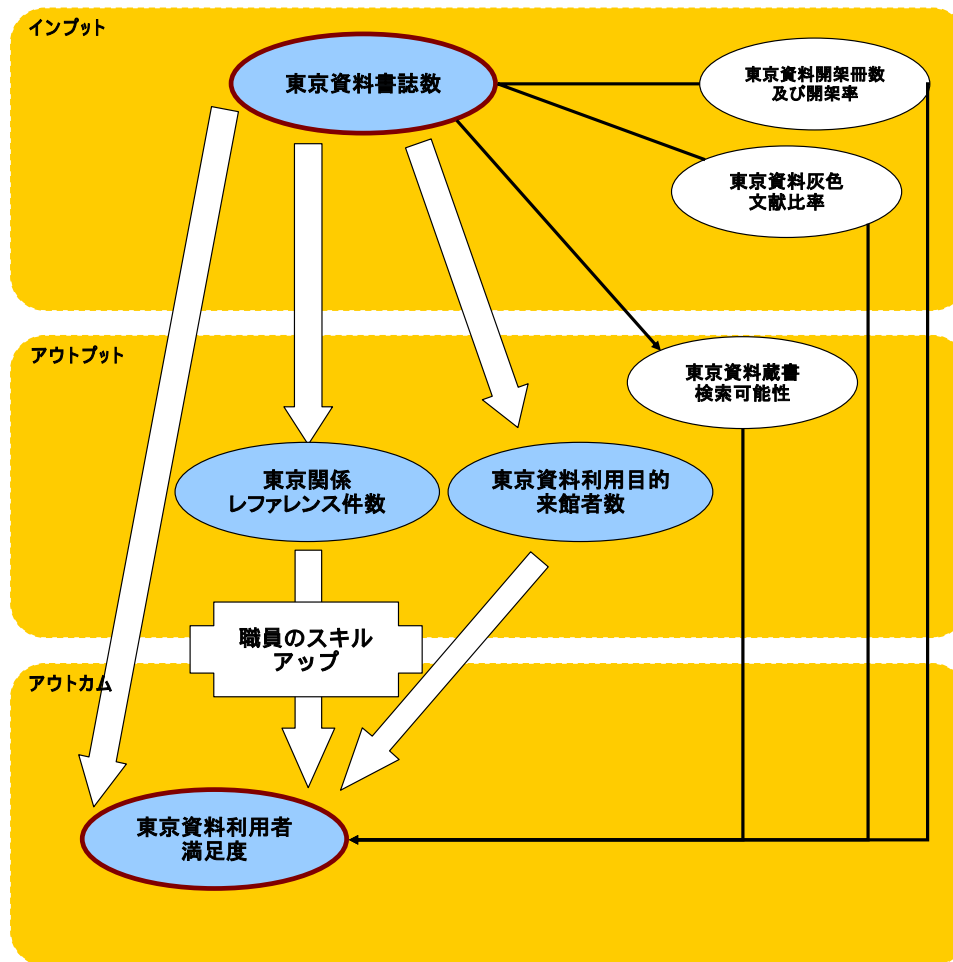 インプット
東京資料書誌数
東京資料開架冊数
及び開架率
東京資料灰色
文献比率
アウトプット
東京資料蔵書
検索可能性
東京関係
レファレンス件数
東京資料利用目的
来館者数
職員のスキル
アップ
アウトカム
東京資料利用者
満足度